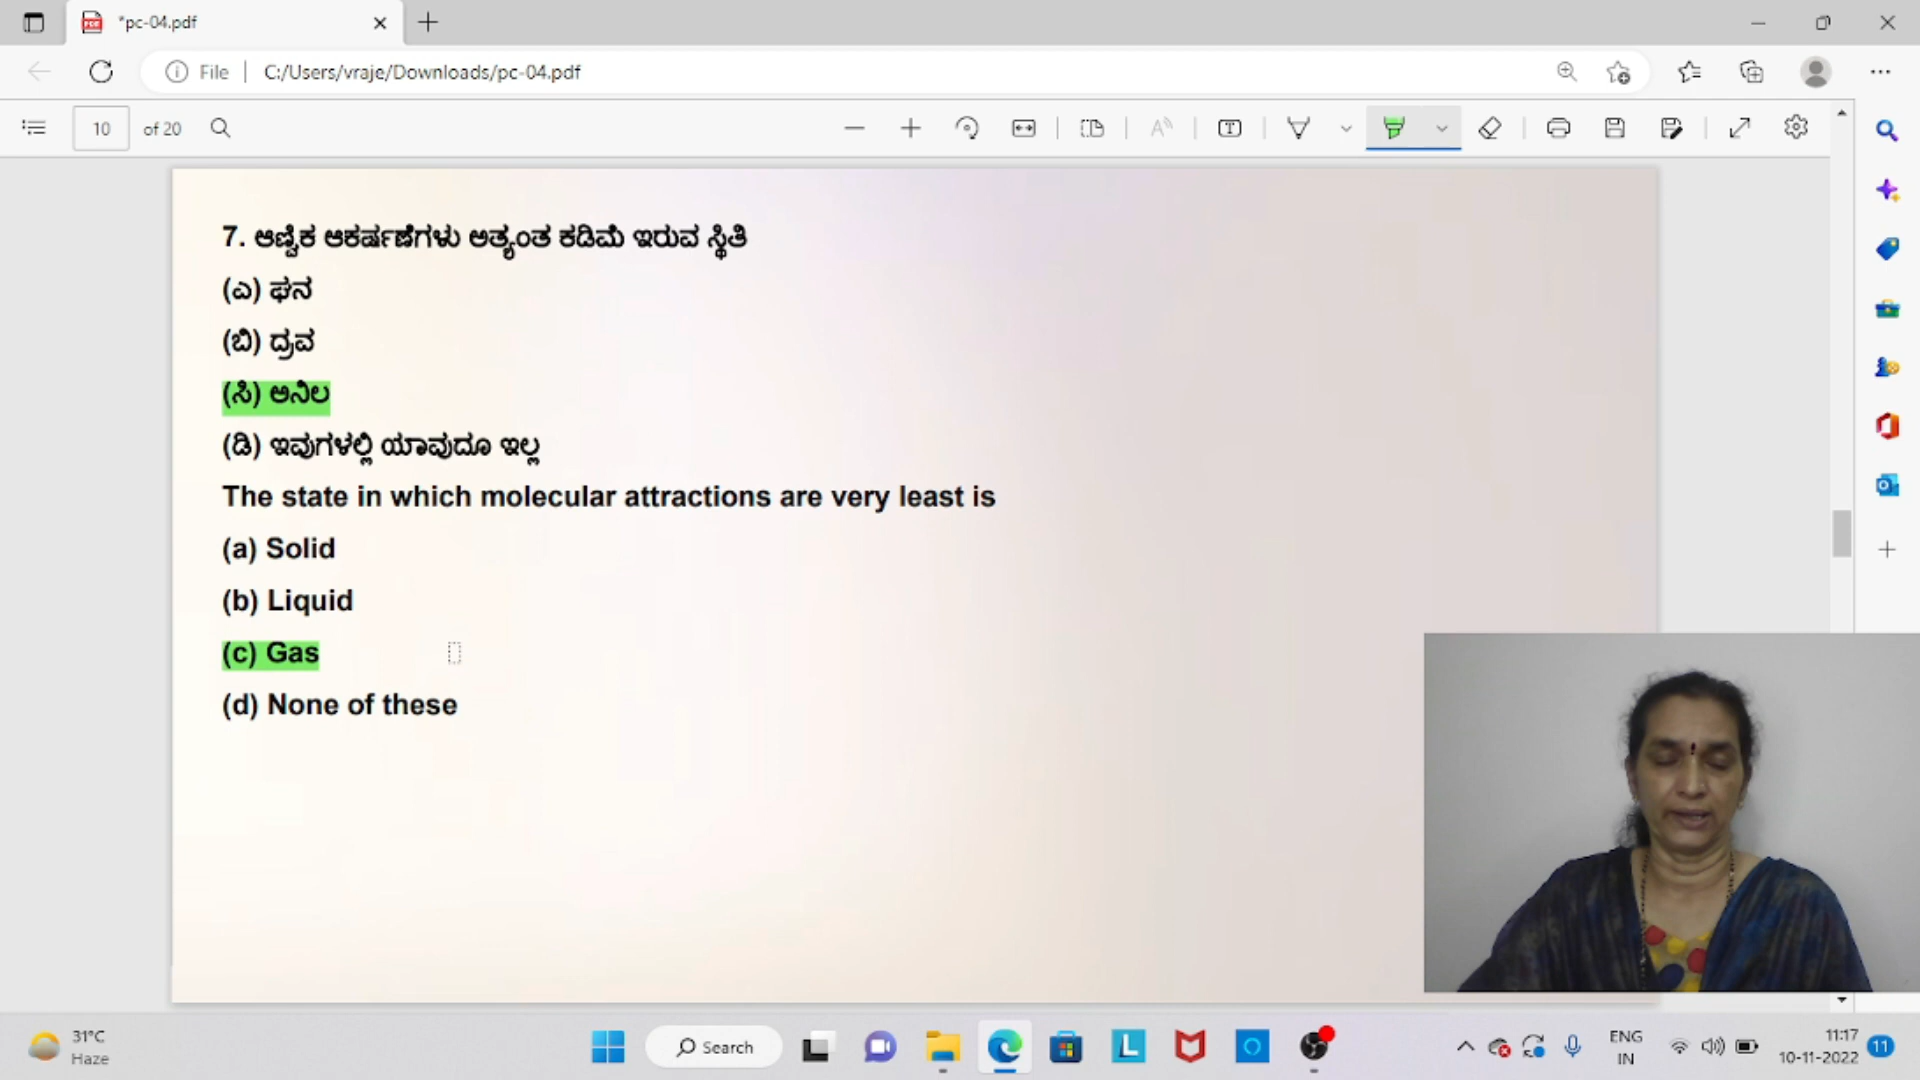 *pc-04.pdf
File
C:/Users/vraje/Downloads/pc-04.pdf
10 of 20
7. ಆಣ್ವಿಕ ಆಕರ್ಷಣೆಗಳು ಅತ್ಯಂತ ಕಡಿಮೆ ಇರುವ ಸ್ಥಿತಿ
(ಎ) ಘನ
(ಬಿ) ದ್ರವ
(ಸಿ) ಅನಿಲ
(ಡಿ) ಇವುಗಳಲ್ಲಿ ಯಾವುದೂ ಇಲ್ಲ
The state in which molecular attractions are very least is
(a) Solid
(b) Liquid
(c) Gas
(d) None of these
31°C
Haze
Search
ENG
IN
11:17
10-11-2022
11